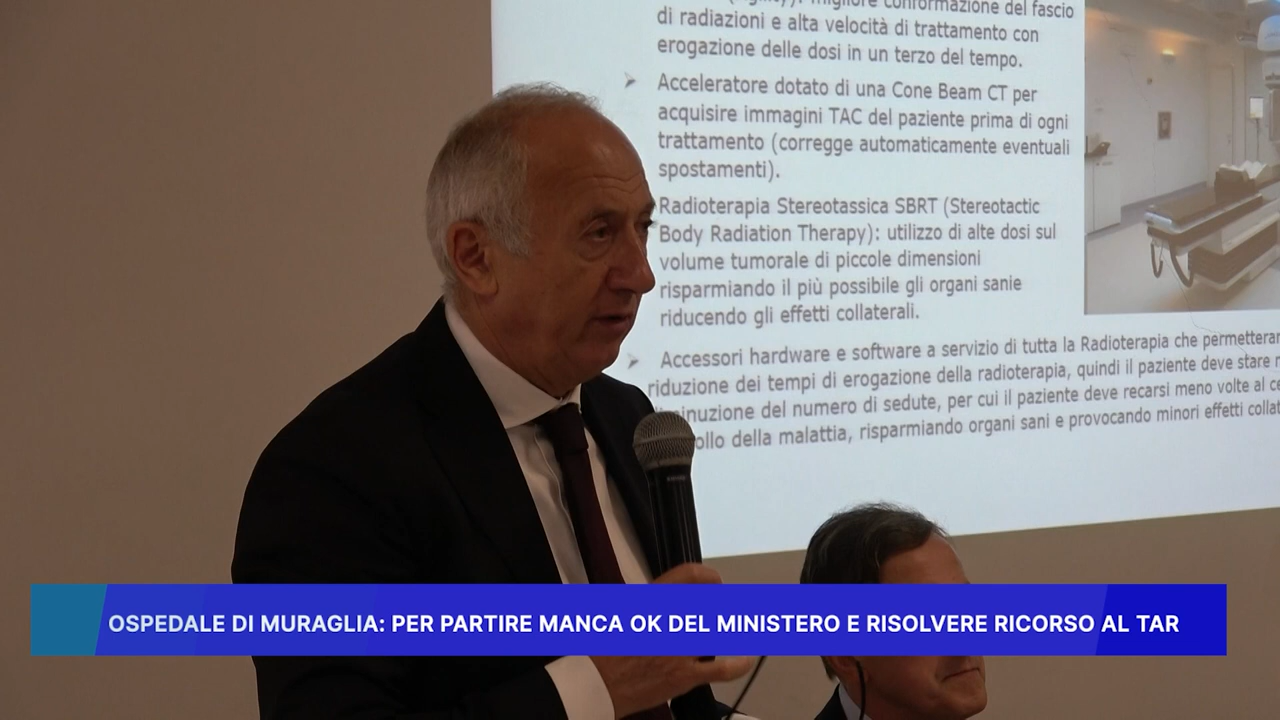 (Agility): migliore conformazione del fascio
di radiazioni e alta velocità di trattamento con
erogazione delle dosi in un terzo del tempo.
Acceleratore dotato di una Cone Beam CT per
acquisire immagini TAC del paziente prima di ogni
trattamento (corregge automaticamente eventuali
spostamenti).
Radioterapia Stereotassica SBRT (Stereotactic
Body Radiation Therapy): utilizzo di alte dosi sul
volume tumorale di piccole dimensioni
risparmiando il più possibile gli organi sanie
riducendo gli effetti collaterali.
Accessori hardware e software a servizio di tutta la Radioterapia che
riduzione dei tempi di erogazione della radioterapia, quindi il paziente deve stare
del numero di sedute, per cui il paziente deve recarsi meno volte al
della malattia, risparmiando organi sani e provocando minori effetti
OSPEDALE DI MURAGLIA: PER PARTIRE MANCA OK DEL MINISTERO E RISOLVERE RICORSO AL TAR